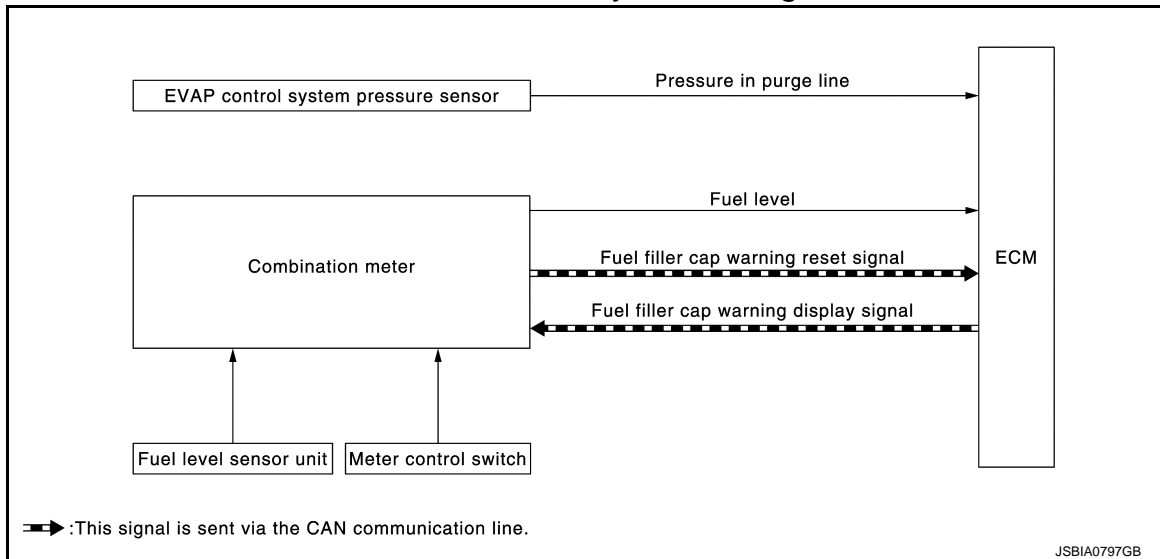 EVAP control system pressure sensor
Pressure in purge line
Fuel level
Combination meter
Fuel filler cap warning reset signal
ECM
Fuel filler cap warning display signal
Fuel level sensor unit
Meter control switch
:This signal is sent via the CAN communication line.
JSBIA0797GB